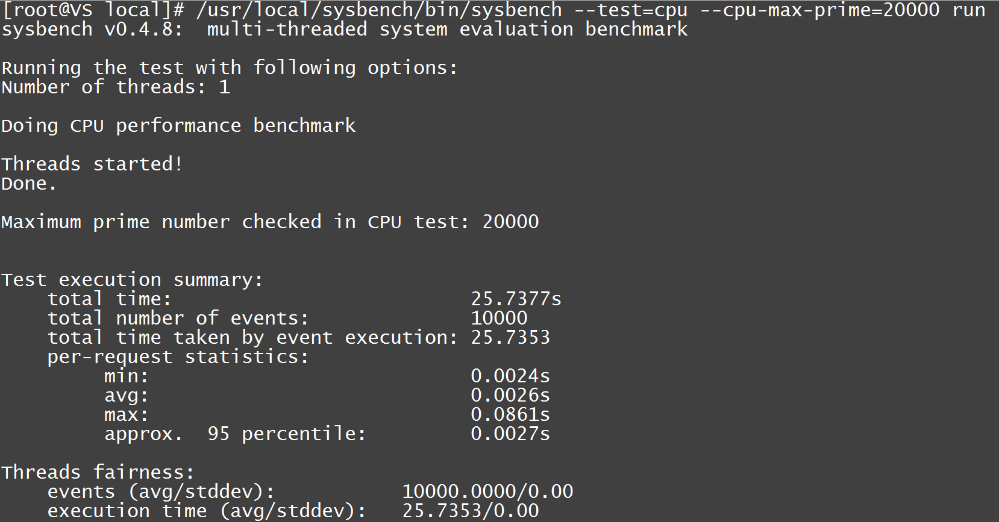 [root@VS local]# /usr/local/sysbench/bin/sysbench --test=cpu --cpu-max-prime=20000 run
sysbench v0.4.8:  multi-threaded system evaluation benchmark
Running the test with following options:
Number of threads: 1
Doing CPU performance benchmark
Threads started!
Done.
Maximum prime number checked in CPU test: 20000
Test execution summary:
    total time:                          25.7377s
    total number of events:              10000
    total time taken by event execution: 25.7353
    per-request statistics:
         min:                            0.0024s
         avg:                            0.0026s
         max:                            0.0861s
         approx.  95 percentile:         0.0027s
Threads fairness:
    events (avg/stddev):           10000.0000/0.00
    execution time (avg/stddev):   25.7353/0.00